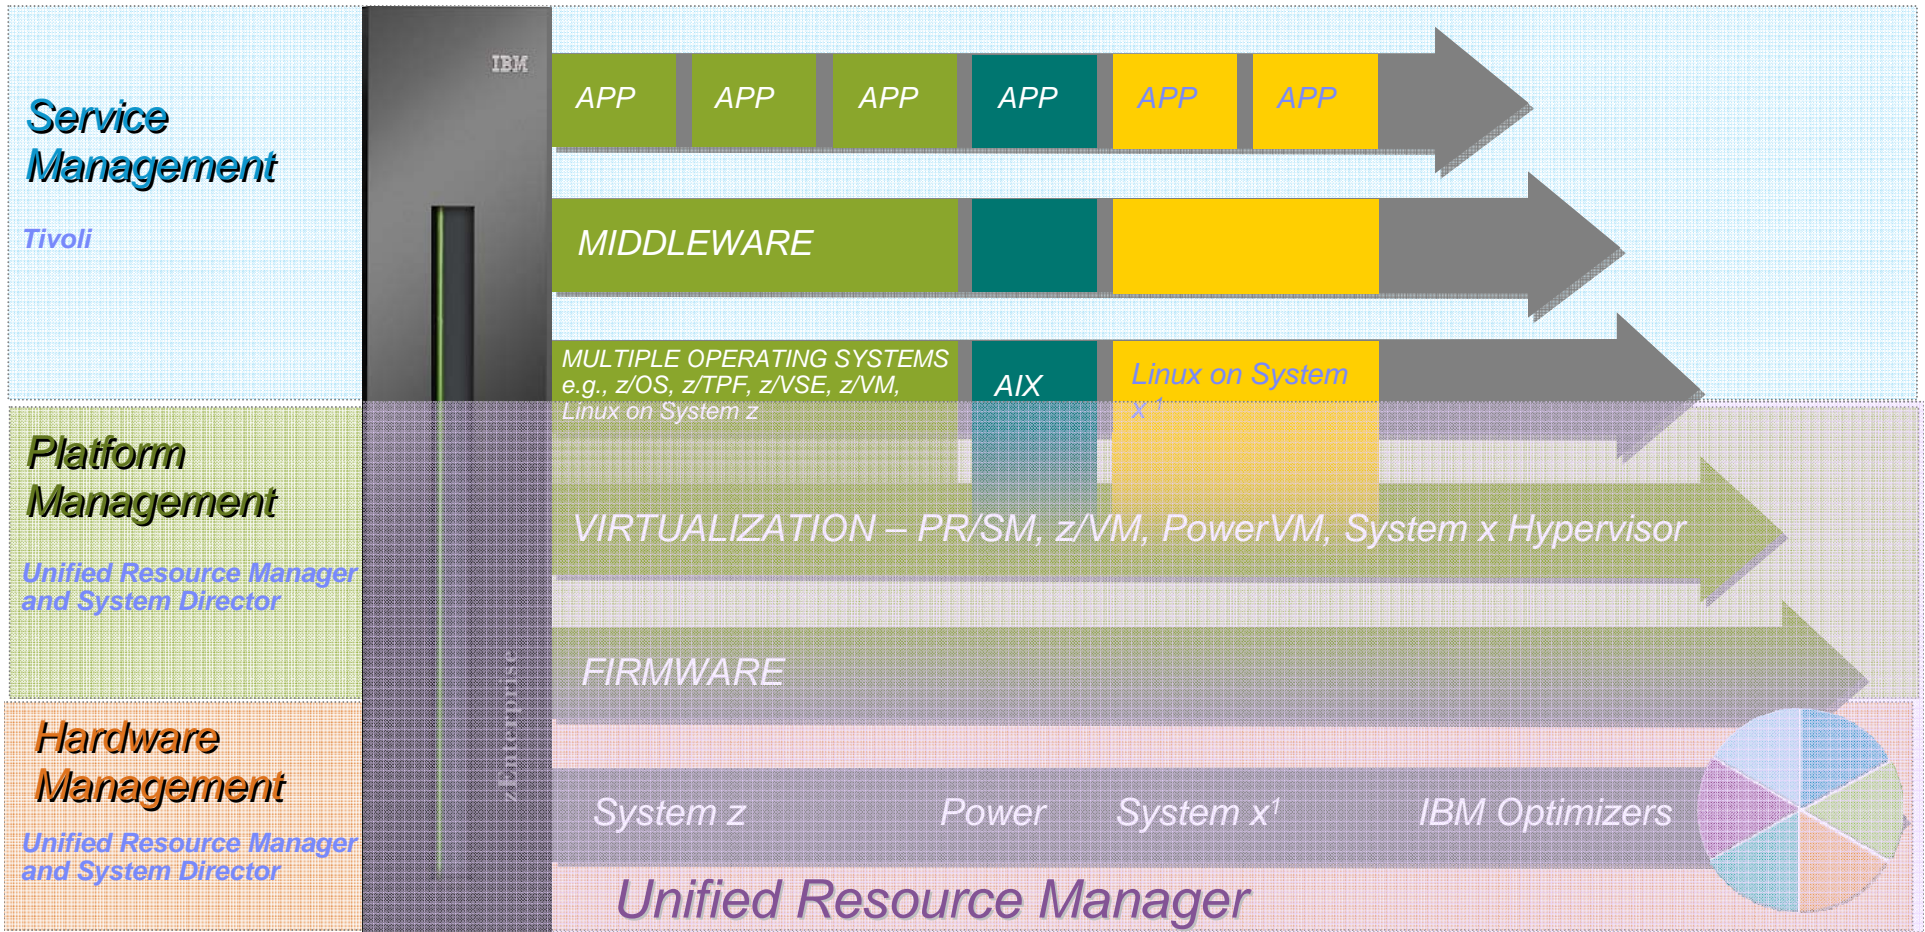 Service
Management
Tivoli
IBM
APP APP APP APP APP APP
MIDDLEWARE
MULTIPLE OPERATING SYSTEMS
e.g., z/OS, z/TPF, z/VSE, z/VM,
Linux on System z
AIX
Linux on System
x 1
Platform
Management
Unified Resource Manager
and System Director
VIRTUALIZATION – PR/SM, z/VM, PowerVM, System x Hypervisor
FIRMWARE
zEnterprise
Hardware
Management
Unified Resource Manager
and System Director
System z Power System x1 IBM Optimizers
Unified Resource Manager